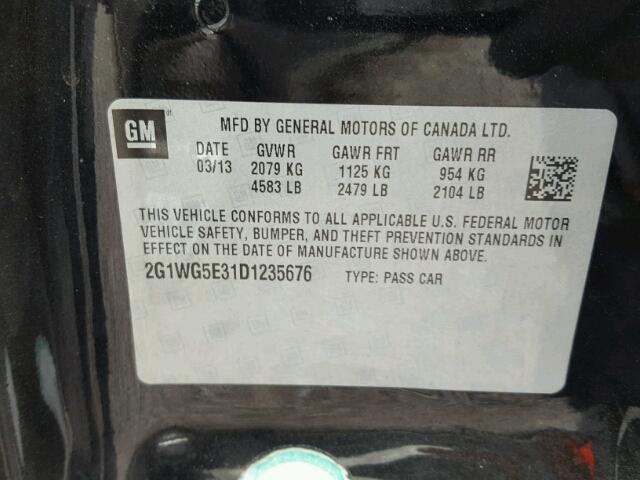 GM
MFD BY GENERAL MOTORS OF CANADA LTD.
DATE GVWR GAWR FRT GAWR RR
03/13 2079 KG 1125 KG 954 KG
4583 LB 2479 LB 2104 LB
THIS VEHICLE CONFORMS TO ALL APPLICABLE U.S. FEDERAL MOTOR
VEHICLE SAFETY, BUMPER, AND THEFT PREVENTION STANDARDS IN
EFFECT ON THE DATE OF MANUFACTURE SHOWN ABOVE.
2G1WG5E31D1235676 TYPE: PASS CAR